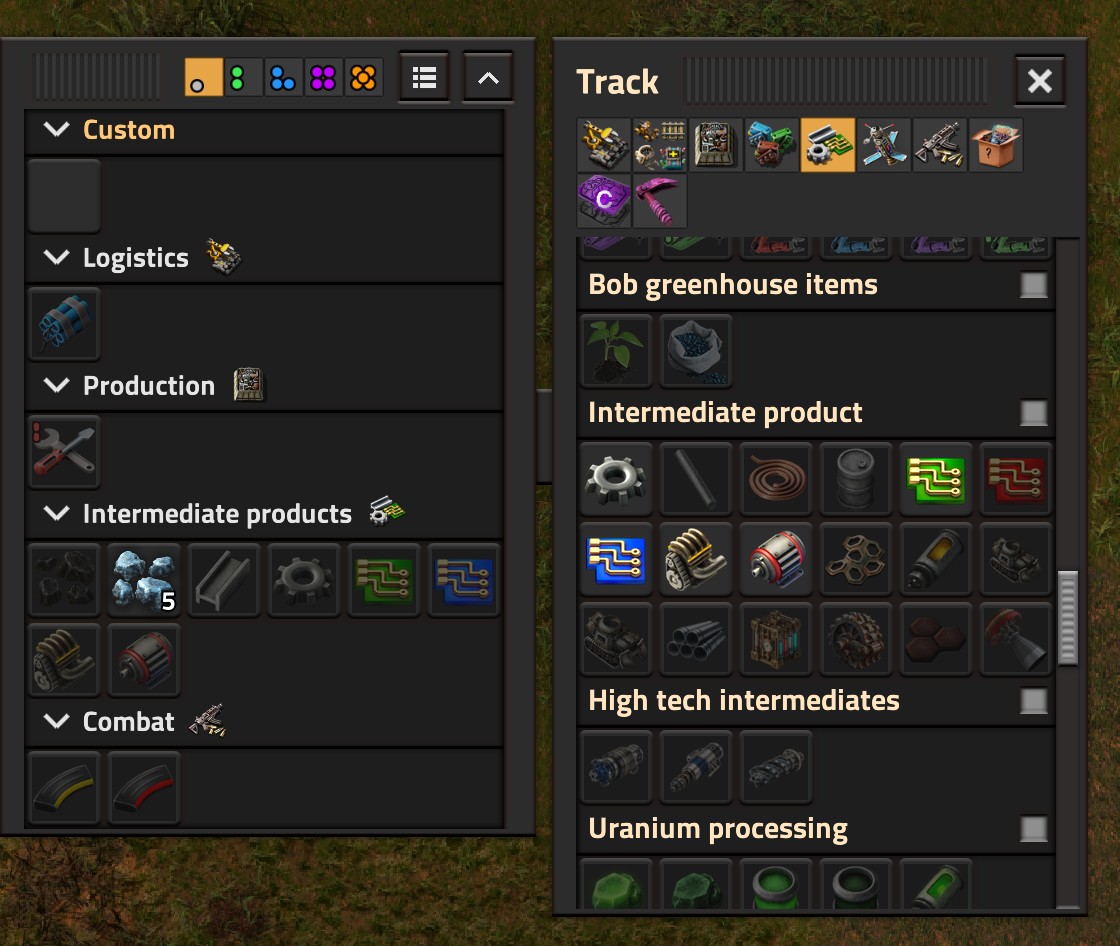 Custom
Logistics
Production
Intermediate products
5
Combat
Track
?
C
Bob greenhouse items
Intermediate product
High tech intermediates
Uranium processing